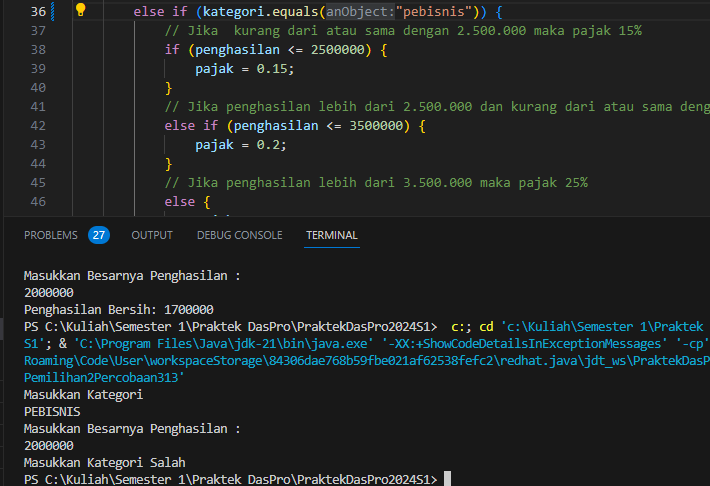 36 else if (kategori.equals(anObject:"pebisnis")) {
37 // Jika  kurang dari atau sama dengan 2.500.000 maka pajak 15%
38 if (penghasilan <= 2500000) {
39 pajak = 0.15;
40 }
41 // Jika penghasilan lebih dari 2.500.000 dan kurang dari atau sama deng
42 else if (penghasilan <= 3500000) {
43 pajak = 0.2;
44 }
45 // Jika penghasilan lebih dari 3.500.000 maka pajak 25%
46 else {
PROBLEMS 27 OUTPUT DEBUG CONSOLE TERMINAL
Masukkan Besarnya Penghasilan :
2000000
Penghasilan Bersih: 1700000
PS C:\Kuliah\Semester 1\Praktek DasPro\PraktekDasPro2024S1>  c:; cd 'c:\Kuliah\Semester 1\Praktek
S1'; & 'C:\Program Files\Java\jdk-21\bin\java.exe' '-XX:+ShowCodeDetailsInExceptionMessages' '-cp'
Roaming\Code\User\workspaceStorage\84306dae768b59fbe021af62538fefc2\redhat.java\jdt_ws\PraktekDasP
Pemilihan2Percobaan313'
Masukkan Kategori
PEBISNIS
Masukkan Besarnya Penghasilan :
2000000
Masukkan Kategori Salah
PS C:\Kuliah\Semester 1\Praktek DasPro\PraktekDasPro2024S1>